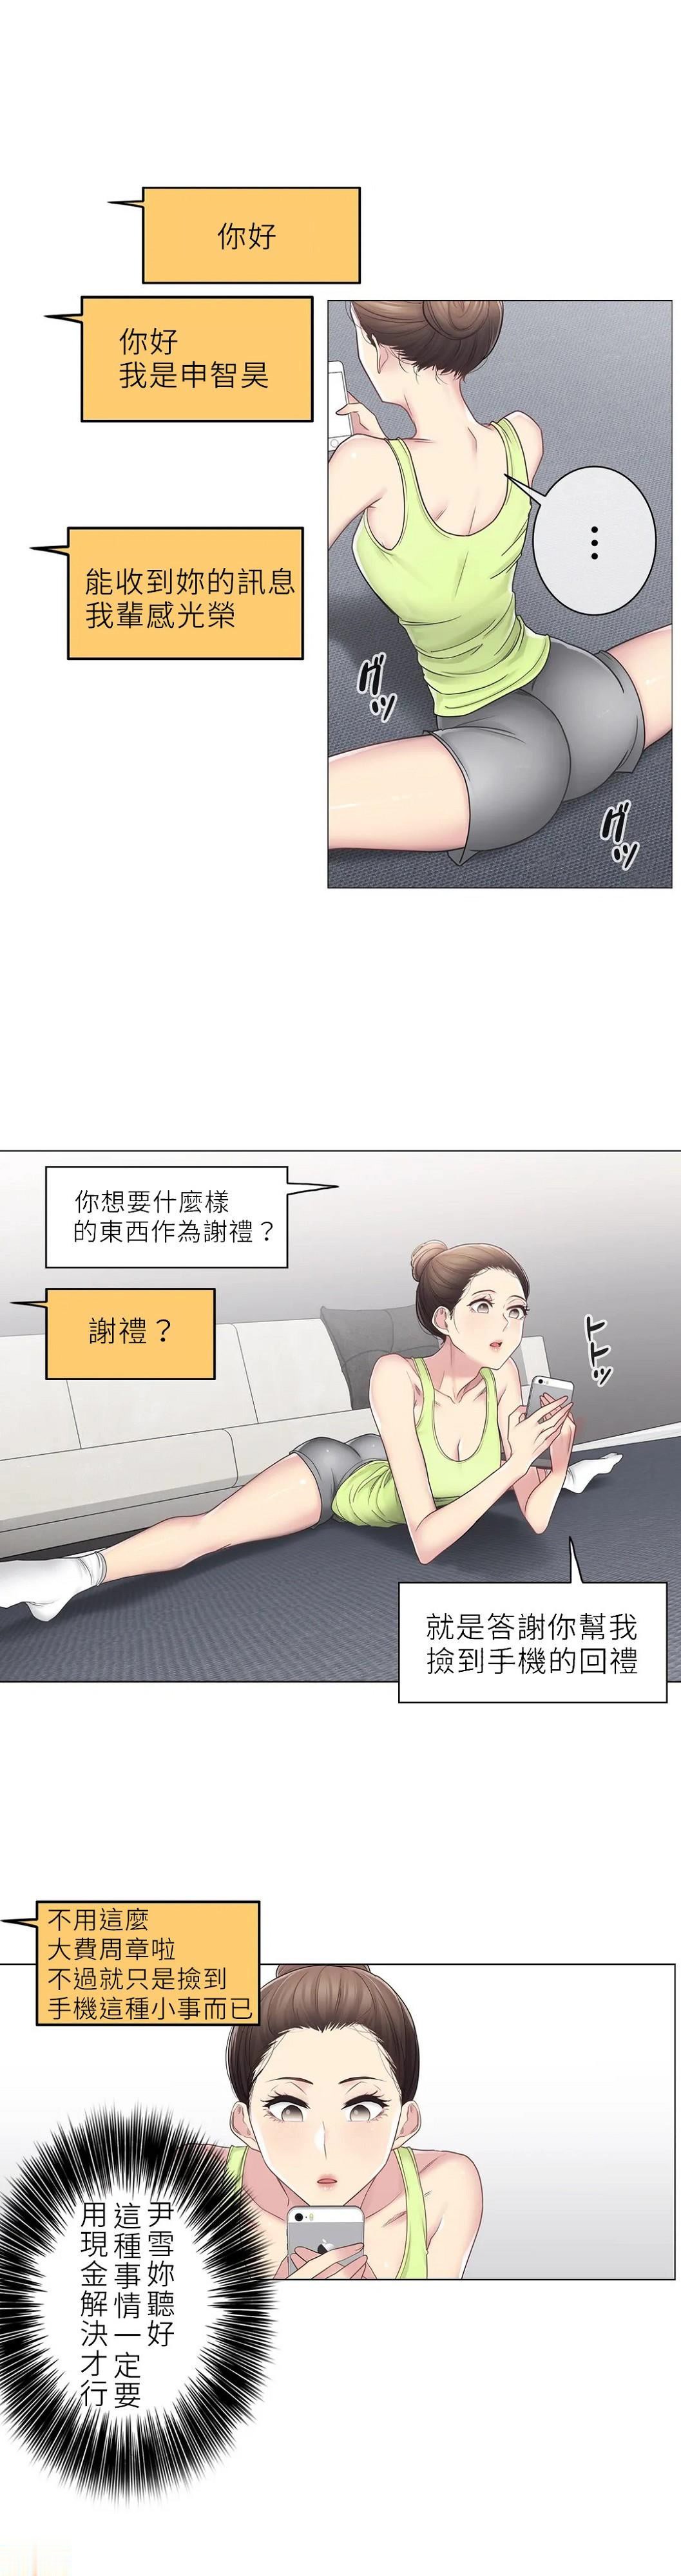 你好
你好
我是申智昊
能收到妳的訊息
我輩感光榮
⋮
グッ
グッ
你想要什麼樣
的東西作為謝禮？
謝禮？
トトッ
就是答謝你幫我
撿到手機的回禮
不用這麼
大費周章啦
不過就只是撿到
手機這種小事而已
尹雪妳聽好
這種事情一定要
用現金解決才行